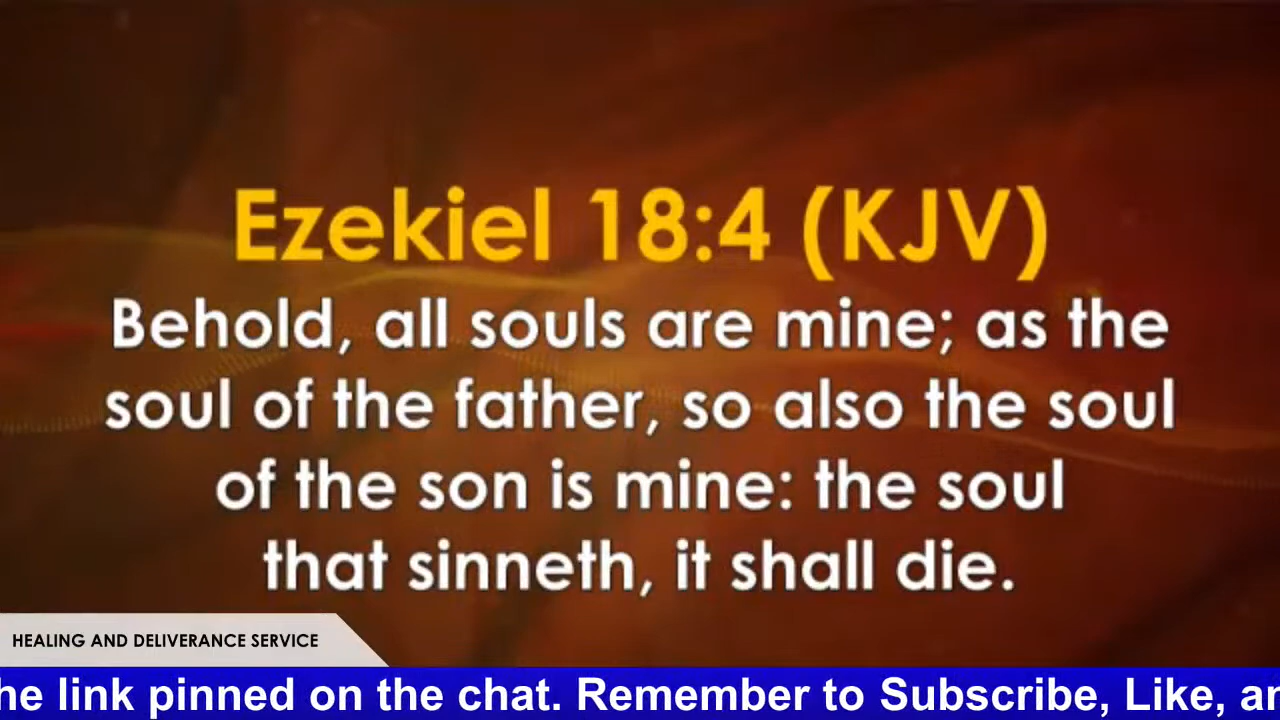 Ezekiel 18:4 (KJV)
Behold, all souls are mine; as the
soul of the father, so also the soul
of the son is mine: the soul
that sinneth, it shall die.
HEALING AND DELIVERANCE SERVICE
link pinned on the chat. Remember to Subscribe, Like,